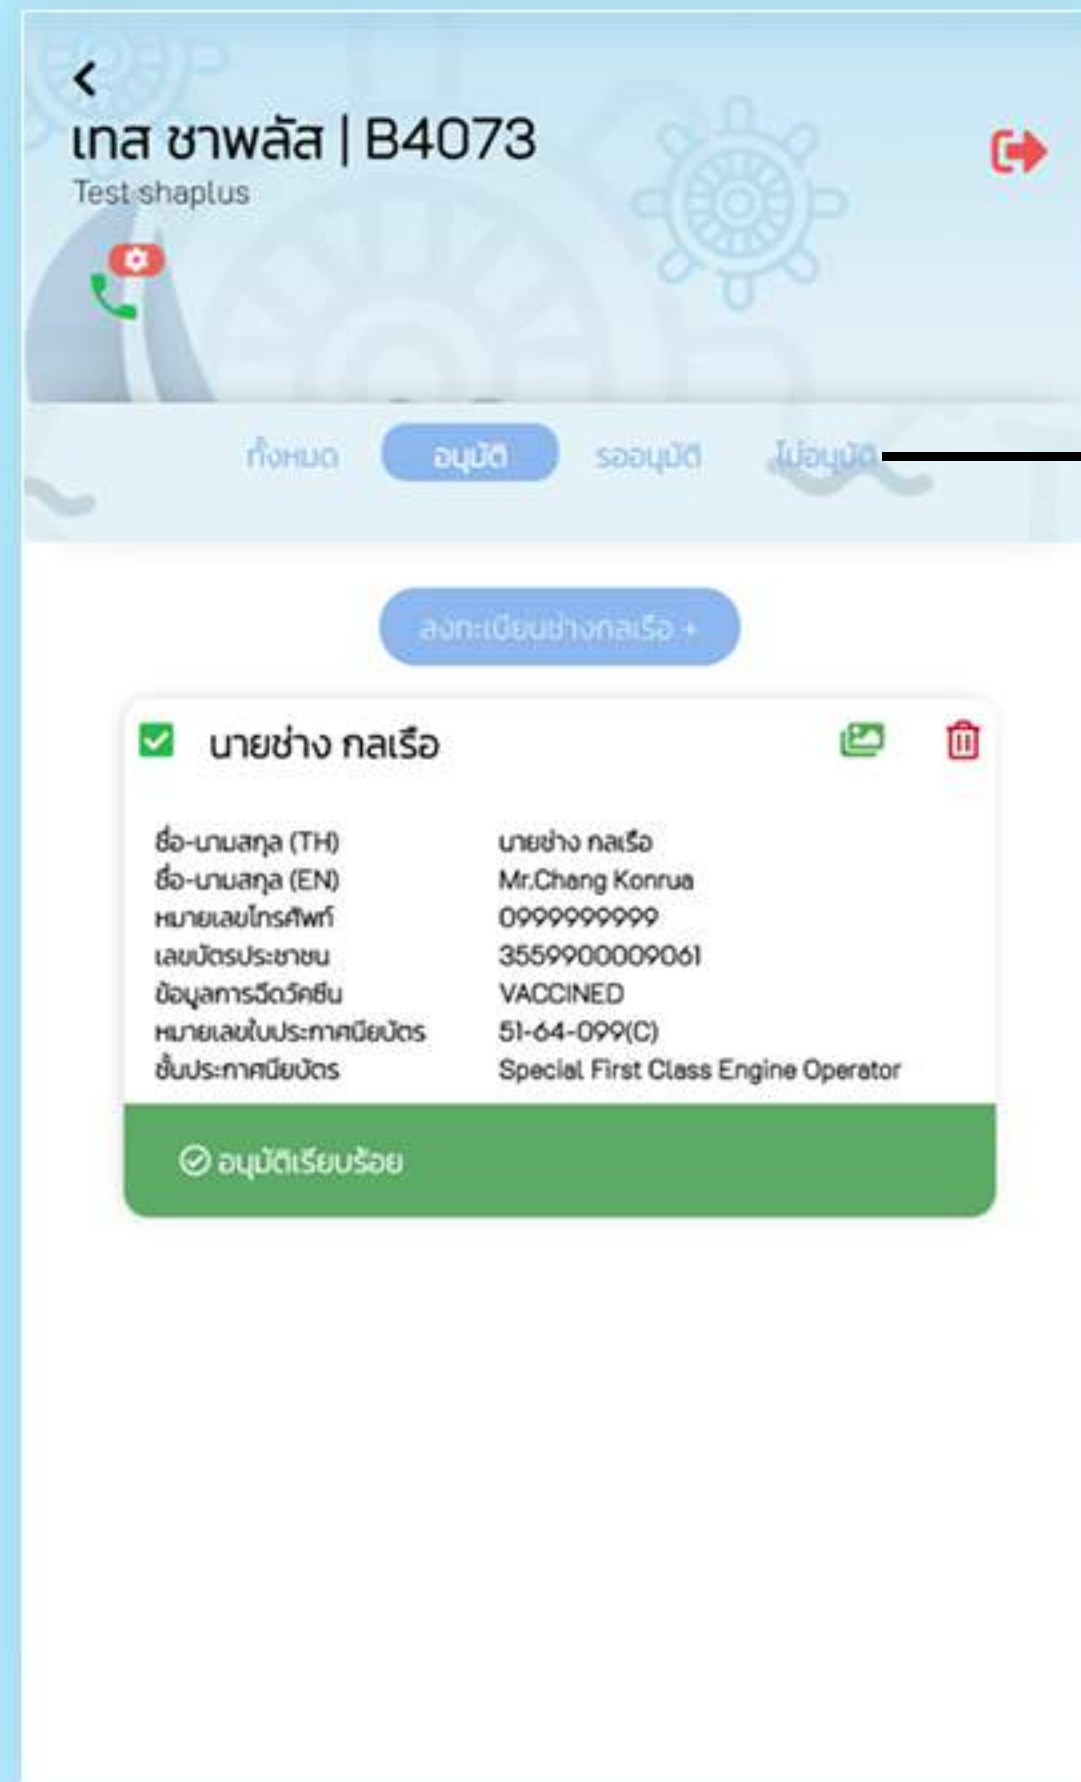 เทส ชาพลัส | B4073
Test shaplus
ทั้งหมด อนุมัติ รออนุมัติ ไม่อนุมัติ
ลงทะเบียนช่างกลเรือ +
นายช่าง กลเรือ
ชื่อ-นามสกุล (TH) นายช่าง กลเรือ
ชื่อ-นามสกุล (EN) Mr.Chang Konrua
หมายเลขโทรศัพท์ 0999999999
เลขบัตรประชาชน 3559900009061
ข้อมูลการฉีดวัคซีน VACCINED
หมายเลขใบประกาศนียบัตร 51-64-099(C)
ชั้นประกาศนียบัตร Special First Class Engine Operator
อนุมัติเรียบร้อย